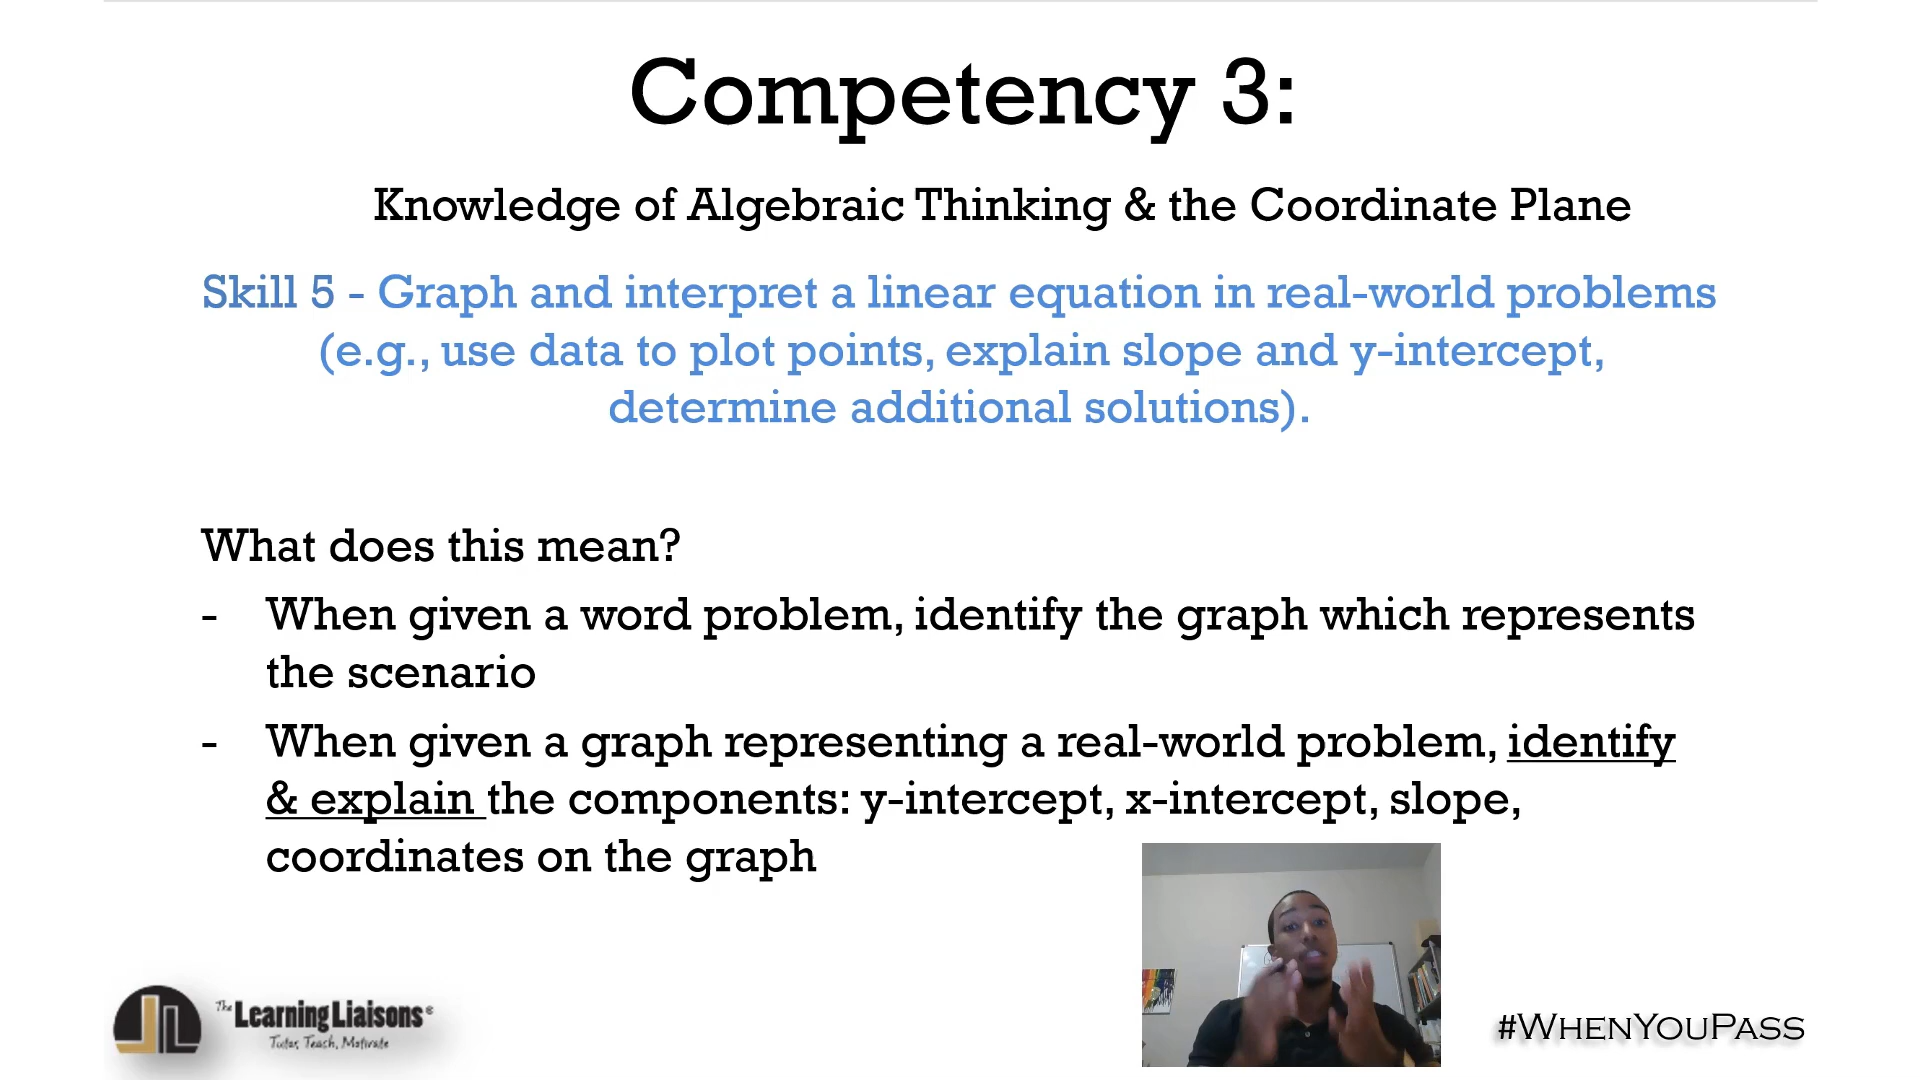 Competency 3:
Knowledge of Algebraic Thinking & the Coordinate Plane
Skill 5 - Graph and interpret a linear equation in real-world problems
(e.g., use data to plot points, explain slope and y-intercept,
determine additional solutions).
What does this mean?
- When given a word problem, identify the graph which represents
the scenario
- When given a graph representing a real-world problem, identify
& explain the components: y-intercept, x-intercept, slope,
coordinates on the graph
The Learning Liaisons®
Tutor, Teach, Motivate
#WHENYOUPASS